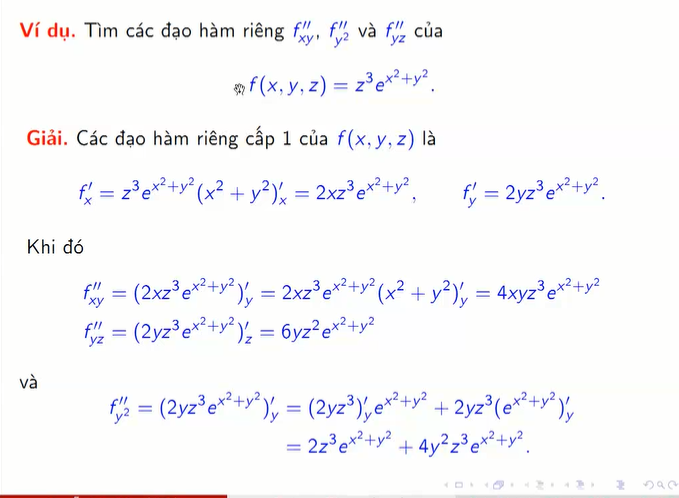 Ví dụ. Tìm các đạo hàm riêng f''_{xy}, f''_{y^2} và f''_{yz} của
f(x, y, z) = z^3 e^{x^2+y^2}.
Giải. Các đạo hàm riêng cấp 1 của f(x, y, z) là
f'_x = z^3 e^{x^2+y^2}(x^2 + y^2)'_x = 2xz^3 e^{x^2+y^2}, f'_y = 2yz^3 e^{x^2+y^2}.
Khi đó
f''_{xy} = (2xz^3 e^{x^2+y^2})'_y = 2xz^3 e^{x^2+y^2}(x^2 + y^2)'_y = 4xyz^3 e^{x^2+y^2}
f''_{yz} = (2yz^3 e^{x^2+y^2})'_z = 6yz^2 e^{x^2+y^2}
và
f''_{y^2} = (2yz^3 e^{x^2+y^2})'_y = (2yz^3)'_y e^{x^2+y^2} + 2yz^3(e^{x^2+y^2})'_y
= 2z^3 e^{x^2+y^2} + 4y^2z^3 e^{x^2+y^2}.